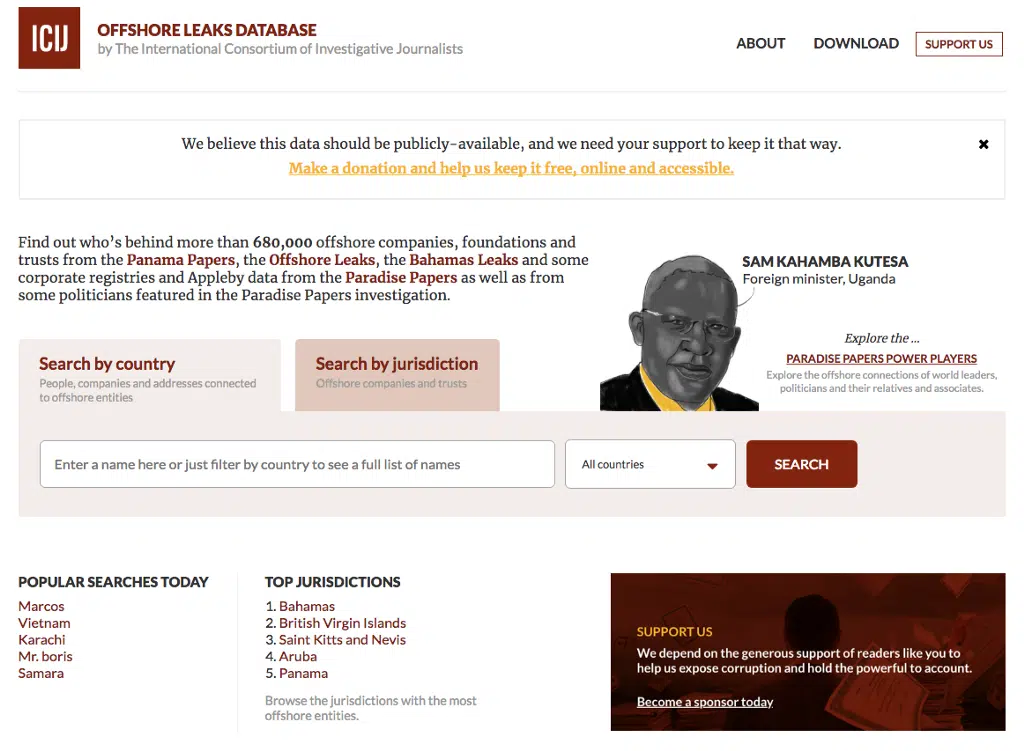 ICIJ
OFFSHORE LEAKS DATABASE
by The International Consortium of Investigative Journalists
ABOUT
DOWNLOAD
SUPPORT US
We believe this data should be publicly-available, and we need your support to keep it that way.
Make a donation and help us keep it free, online and accessible.
Find out who's behind more than 680,000 offshore companies, foundations and
trusts from the Panama Papers, the Offshore Leaks, the Bahamas Leaks and some
corporate registries and Appleby data from the Paradise Papers as well as from
some politicians featured in the Paradise Papers investigation.
SAM KAHAMBA KUTESA
Foreign minister, Uganda
Explore the ...
PARADISE PAPERS POWER PLAYERS
Explore the offshore connections of world leaders,
politicians and their relatives and associates.
Search by country
People, companies and addresses connected
to offshore entities
Search by jurisdiction
Offshore companies and trusts
Enter a name here or just filter by country to see a full list of names
All countries
SEARCH
POPULAR SEARCHES TODAY
Marcos
Vietnam
Karachi
Mr. boris
Samara
TOP JURISDICTIONS
1. Bahamas
2. British Virgin Islands
3. Saint Kitts and Nevis
4. Aruba
5. Panama
Browse the jurisdictions with the most
offshore entities.
SUPPORT US
We depend on the generous support of readers like you to
help us expose corruption and hold the powerful to account.
Become a sponsor today